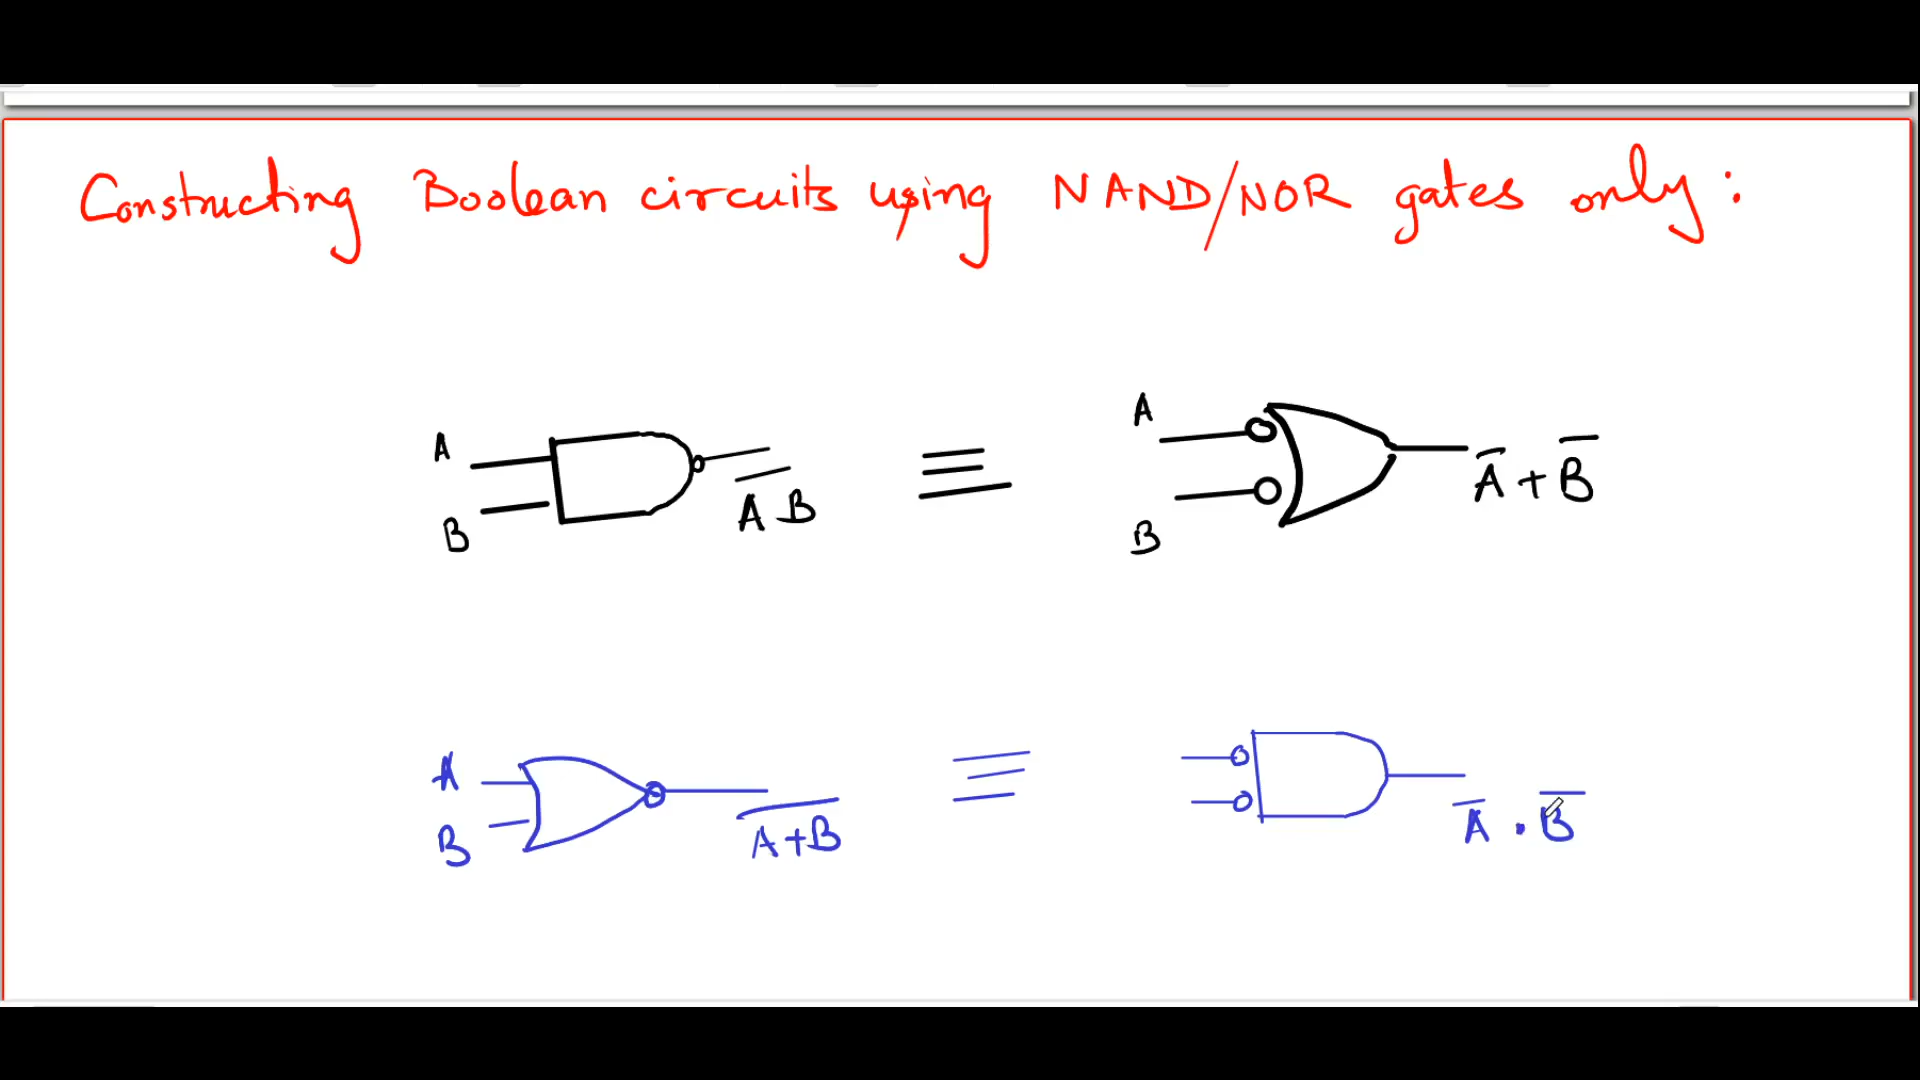 Constructing Boolean circuits using NAND/NOR gates only:
A
B
A̅ ̅B̅
≡
A
B
A̅ + B̅
A
B
A̅+̅B̅
≡
A̅ . B̅